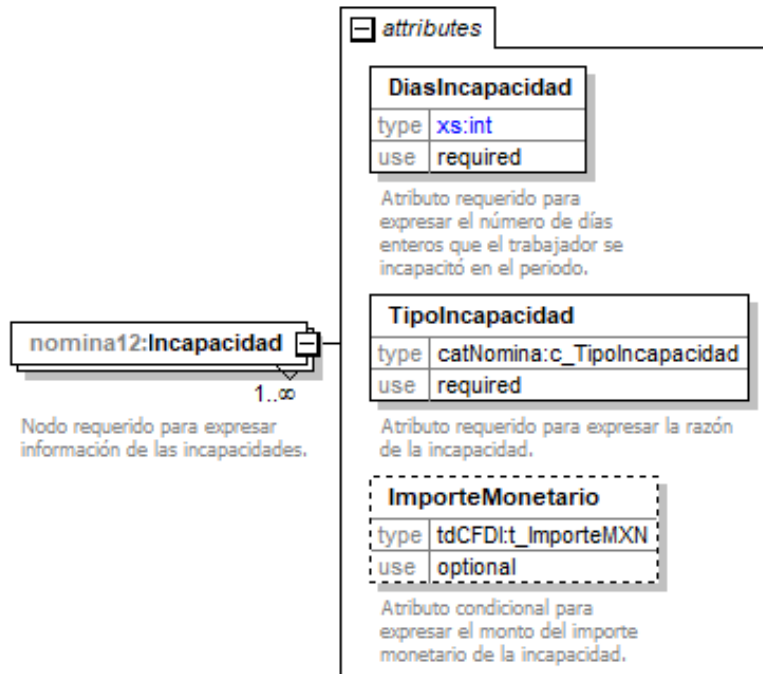 attributes
DiasIncapacidad
type xs:int
use required
Atributo requerido para
expresar el número de días
enteros que el trabajador se
incapacitó en el periodo.
nomina12:Incapacidad
1..∞
Nodo requerido para expresar
información de las incapacidades.
TipoIncapacidad
type catNomina:c_TipoIncapacidad
use required
Atributo requerido para expresar la razón
de la incapacidad.
ImporteMonetario
type tdCFDI:t_ImporteMXN
use optional
Atributo condicional para
expresar el monto del importe
monetario de la incapacidad.